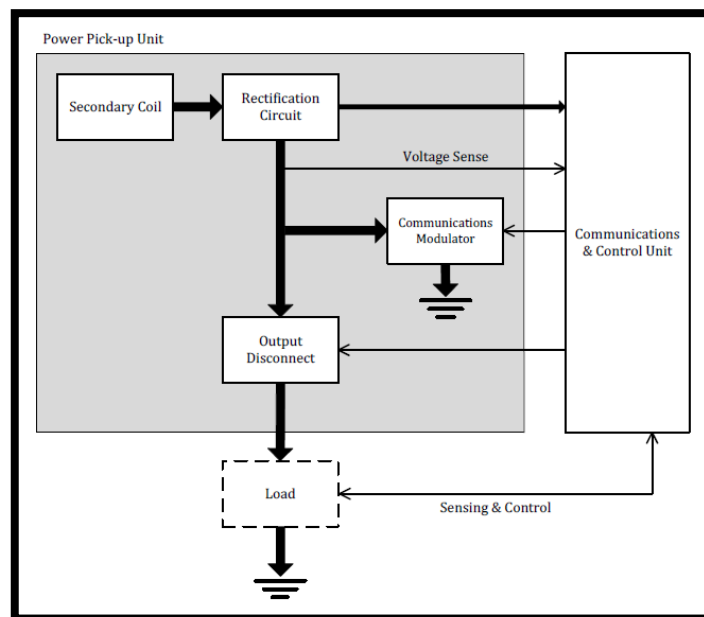 Power Pick-up Unit
Secondary Coil
Rectification
Circuit
Voltage Sense
Communications
Modulator
Communications
& Control Unit
Output
Disconnect
Load
Sensing & Control